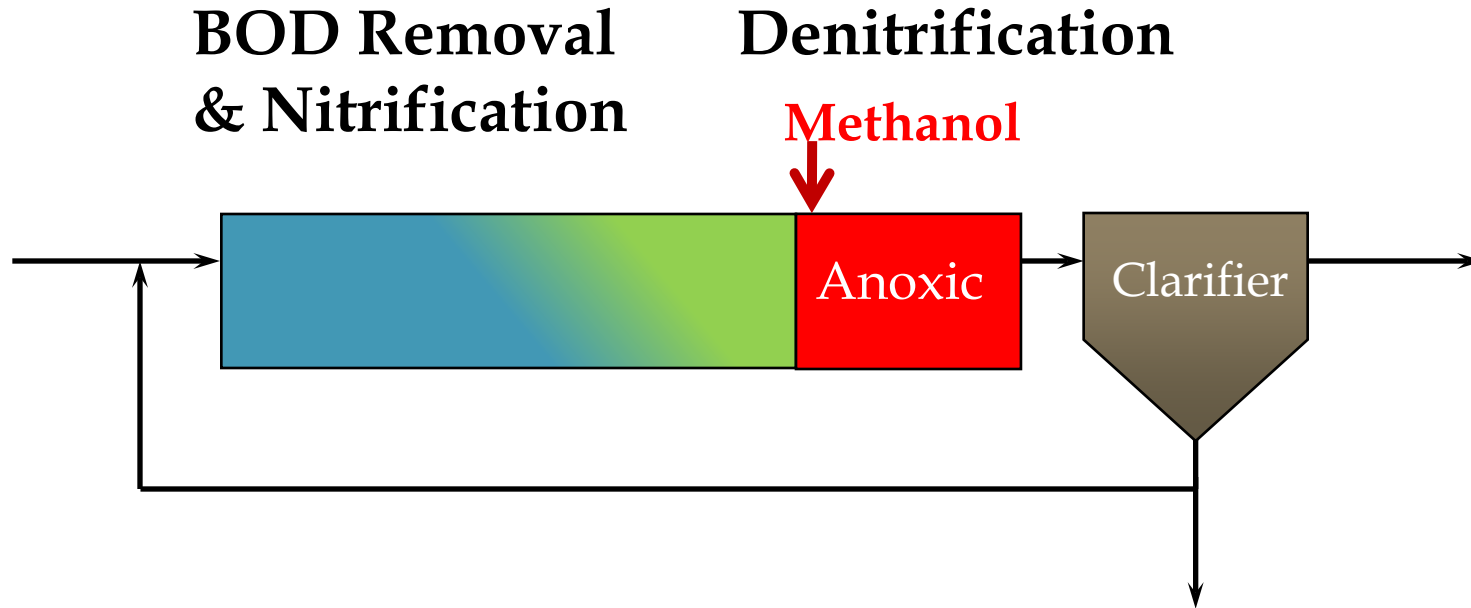 BOD Removal
& Nitrification
Denitrification
Methanol
Anoxic
Clarifier